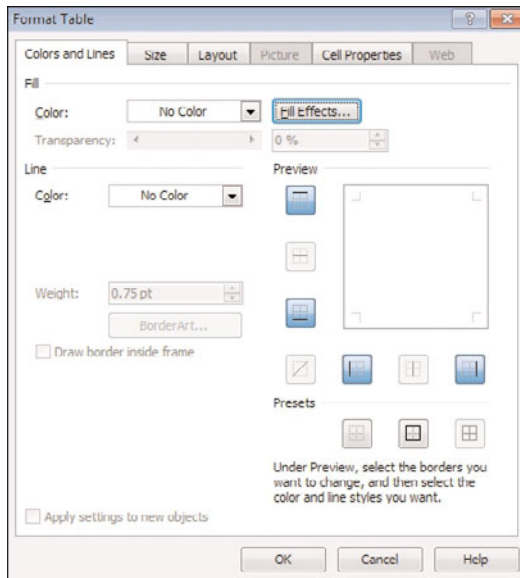 Format Table
Colors and Lines Size Layout Picture Cell Properties Web
Fill
Color: No Color Fill Effects...
Transparency: 0 %
Line Preview
Color: No Color
Weight: 0.75 pt
BorderArt...
Draw border inside frame
Presets
Under Preview, select the borders you
want to change, and then select the
color and line styles you want.
Apply settings to new objects
OK Cancel Help